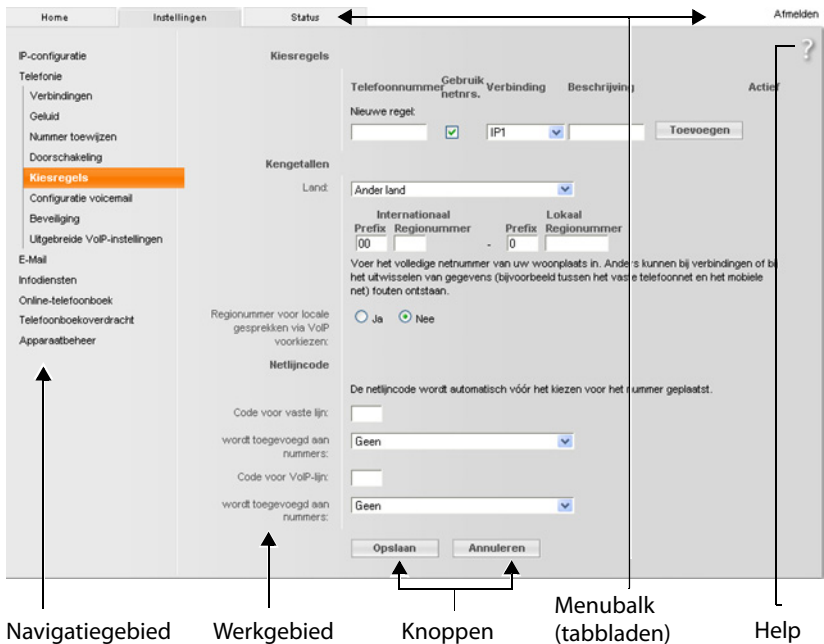 Home Instellingen Status Afmelden
?
IP-configuratie
Telefonie
Verbindingen
Geluid
Nummer toewijzen
Doorschakeling
Kiesregels
Configuratie voicemail
Beveiliging
Uitgebreide VoIP-instellingen
E-Mail
Infodiensten
Online-telefoonboek
Telefoonboekoverdracht
Apparaatbeheer
Kiesregels
Telefoonnummer Gebruik netnrs. Verbinding Beschrijving Actief
Nieuwe regel:
IP1 Toevoegen
Kengetallen
Land: Ander land
Internationaal Lokaal
Prefix Regionummer Prefix Regionummer
00 - 0
Voer het volledige netnummer van uw woonplaats in. Anders kunnen bij verbindingen of bij
het uitwisselen van gegevens (bijvoorbeeld tussen het vaste telefoonnet en het mobiele
net) fouten ontstaan.
Regionummer voor locale
gesprekken via VoIP
voorkiezen:
Ja Nee
Netlijncode
De netlijncode wordt automatisch vóór het kiezen voor het nummer geplaatst.
Code voor vaste lijn:
wordt toegevoegd aan
nummers:
Geen
Code voor VoIP-lijn:
wordt toegevoegd aan
nummers:
Geen
Opslaan Annuleren
Navigatiegebied Werkgebied Knoppen Menubalk
(tabbladen) Help